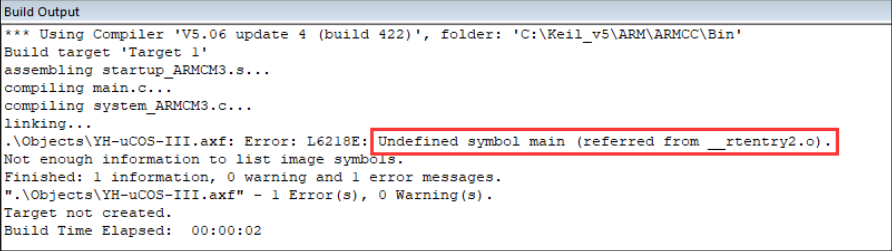 Build Output
*** Using Compiler 'V5.06 update 4 (build 422)', folder: 'C:\Keil_v5\ARM\ARMCC\Bin'
Build target 'Target 1'
assembling startup_ARMCM3.s...
compiling main.c...
compiling system_ARMCM3.c...
linking...
.\Objects\YH-uCOS-III.axf: Error: L6218E: Undefined symbol main (referred from __rtentry2.o).
Not enough information to list image symbols.
Finished: 1 information, 0 warning and 1 error messages.
".\Objects\YH-uCOS-III.axf" - 1 Error(s), 0 Warning(s).
Target not created.
Build Time Elapsed:  00:00:02